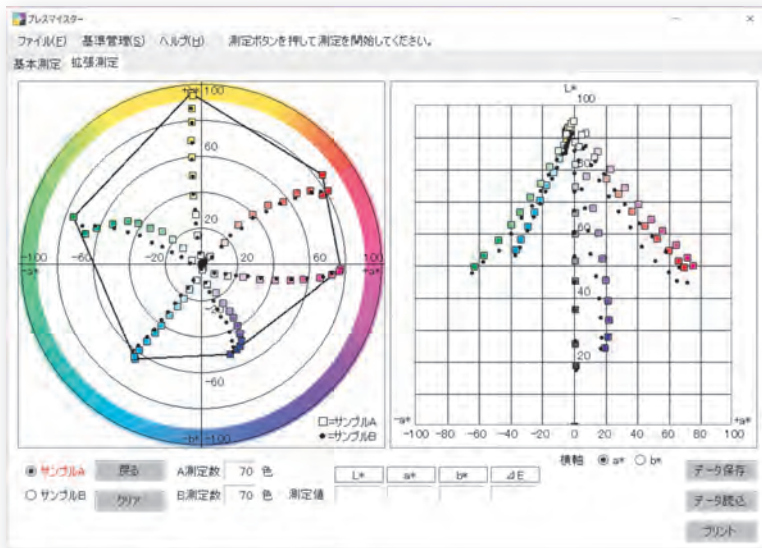 プレスマイスター
ファイル(F) 基準管理(S) ヘルプ(H) 測定ボタンを押して測定を開始してください。
基本測定 拡張測定
+b* 100
60
20
-100 -60 -20 20 60 +100
-a* +a*
-20
-60
-b* -100
□=サンプルA
●=サンプルB
L*
100
80
60
40
20
-a* +a*
-100 -80 -60 -40 -20 0 20 40 60 80 100
横軸 a* b*
サンプルA 戻る A測定数 70 色
サンプルB クリア B測定数 70 色 測定値
L* a* b* ⊿E
データ保存
データ読込
プリント